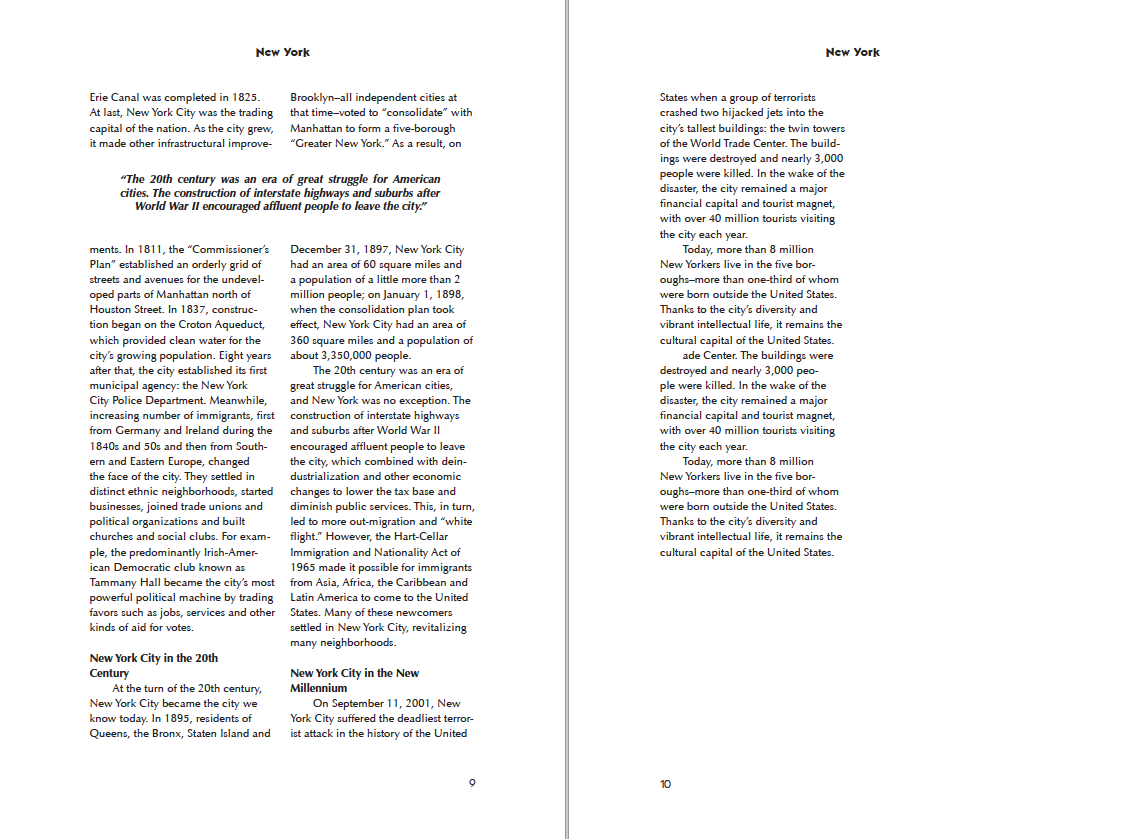 New York
Erie Canal was completed in 1825.
At last, New York City was the trading
capital of the nation. As the city grew,
it made other infrastructural improve-
Brooklyn–all independent cities at
that time–voted to “consolidate” with
Manhattan to form a five-borough
“Greater New York.” As a result, on
“The 20th century was an era of great struggle for American
cities. The construction of interstate highways and suburbs after
World War II encouraged affluent people to leave the city.”
ments. In 1811, the “Commissioner’s
Plan” established an orderly grid of
streets and avenues for the undevel-
oped parts of Manhattan north of
Houston Street. In 1837, construc-
tion began on the Croton Aqueduct,
which provided clean water for the
city’s growing population. Eight years
after that, the city established its first
municipal agency: the New York
City Police Department. Meanwhile,
increasing number of immigrants, first
from Germany and Ireland during the
1840s and 50s and then from South-
ern and Eastern Europe, changed
the face of the city. They settled in
distinct ethnic neighborhoods, started
businesses, joined trade unions and
political organizations and built
churches and social clubs. For exam-
ple, the predominantly Irish-Amer-
ican Democratic club known as
Tammany Hall became the city’s most
powerful political machine by trading
favors such as jobs, services and other
kinds of aid for votes.
New York City in the 20th
Century
At the turn of the 20th century,
New York City became the city we
know today. In 1895, residents of
Queens, the Bronx, Staten Island and
December 31, 1897, New York City
had an area of 60 square miles and
a population of a little more than 2
million people; on January 1, 1898,
when the consolidation plan took
effect, New York City had an area of
360 square miles and a population of
about 3,350,000 people.
The 20th century was an era of
great struggle for American cities,
and New York was no exception. The
construction of interstate highways
and suburbs after World War II
encouraged affluent people to leave
the city, which combined with dein-
dustrialization and other economic
changes to lower the tax base and
diminish public services. This, in turn,
led to more out-migration and “white
flight.” However, the Hart-Cellar
Immigration and Nationality Act of
1965 made it possible for immigrants
from Asia, Africa, the Caribbean and
Latin America to come to the United
States. Many of these newcomers
settled in New York City, revitalizing
many neighborhoods.
New York City in the New
Millennium
On September 11, 2001, New
York City suffered the deadliest terror-
ist attack in the history of the United
9
New York
States when a group of terrorists
crashed two hijacked jets into the
city’s tallest buildings: the twin towers
of the World Trade Center. The build-
ings were destroyed and nearly 3,000
people were killed. In the wake of the
disaster, the city remained a major
financial capital and tourist magnet,
with over 40 million tourists visiting
the city each year.
Today, more than 8 million
New Yorkers live in the five bor-
oughs–more than one-third of whom
were born outside the United States.
Thanks to the city’s diversity and
vibrant intellectual life, it remains the
cultural capital of the United States.
ade Center. The buildings were
destroyed and nearly 3,000 peo-
ple were killed. In the wake of the
disaster, the city remained a major
financial capital and tourist magnet,
with over 40 million tourists visiting
the city each year.
Today, more than 8 million
New Yorkers live in the five bor-
oughs–more than one-third of whom
were born outside the United States.
Thanks to the city’s diversity and
vibrant intellectual life, it remains the
cultural capital of the United States.
10